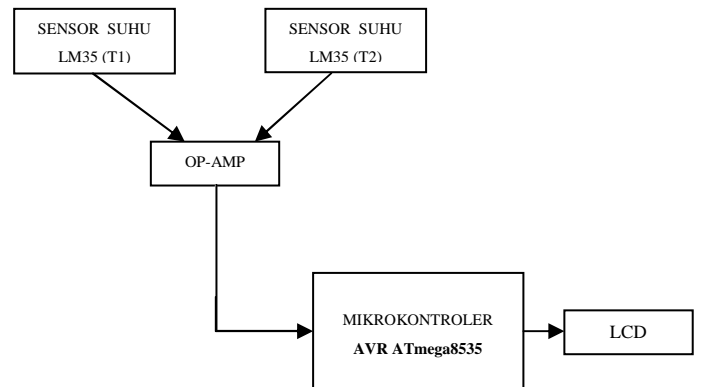 SENSOR SUHU
LM35 (T1)
SENSOR SUHU
LM35 (T2)
OP-AMP
MIKROKONTROLER
AVR ATmega8535
LCD